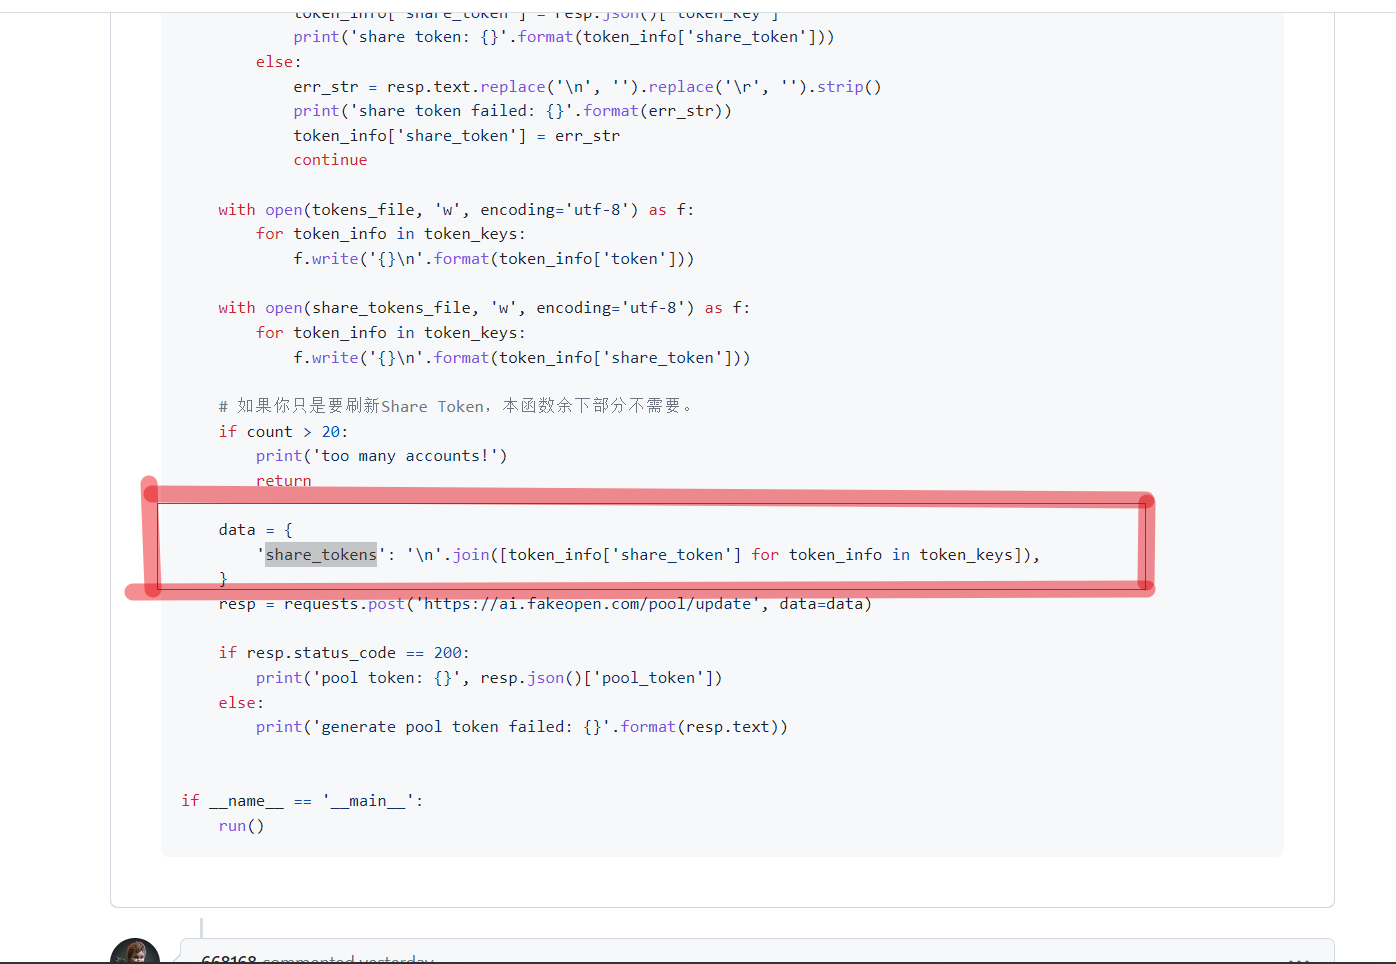 token_info['share_token'] = resp.json()['token_key']
print('share token: {}'.format(token_info['share_token']))
else:
err_str = resp.text.replace('\n', '').replace('\r', '').strip()
print('share token failed: {}'.format(err_str))
token_info['share_token'] = err_str
continue
with open(tokens_file, 'w', encoding='utf-8') as f:
for token_info in token_keys:
f.write('{}\n'.format(token_info['token']))
with open(share_tokens_file, 'w', encoding='utf-8') as f:
for token_info in token_keys:
f.write('{}\n'.format(token_info['share_token']))
# 如果你只是要刷新Share Token，本函数余下部分不需要。
if count > 20:
print('too many accounts!')
return
data = {
'share_tokens': '\n'.join([token_info['share_token'] for token_info in token_keys]),
}
resp = requests.post('https://ai.fakeopen.com/pool/update', data=data)
if resp.status_code == 200:
print('pool token: {}', resp.json()['pool_token'])
else:
print('generate pool token failed: {}'.format(resp.text))
if __name__ == '__main__':
run()
668168 commented yesterday